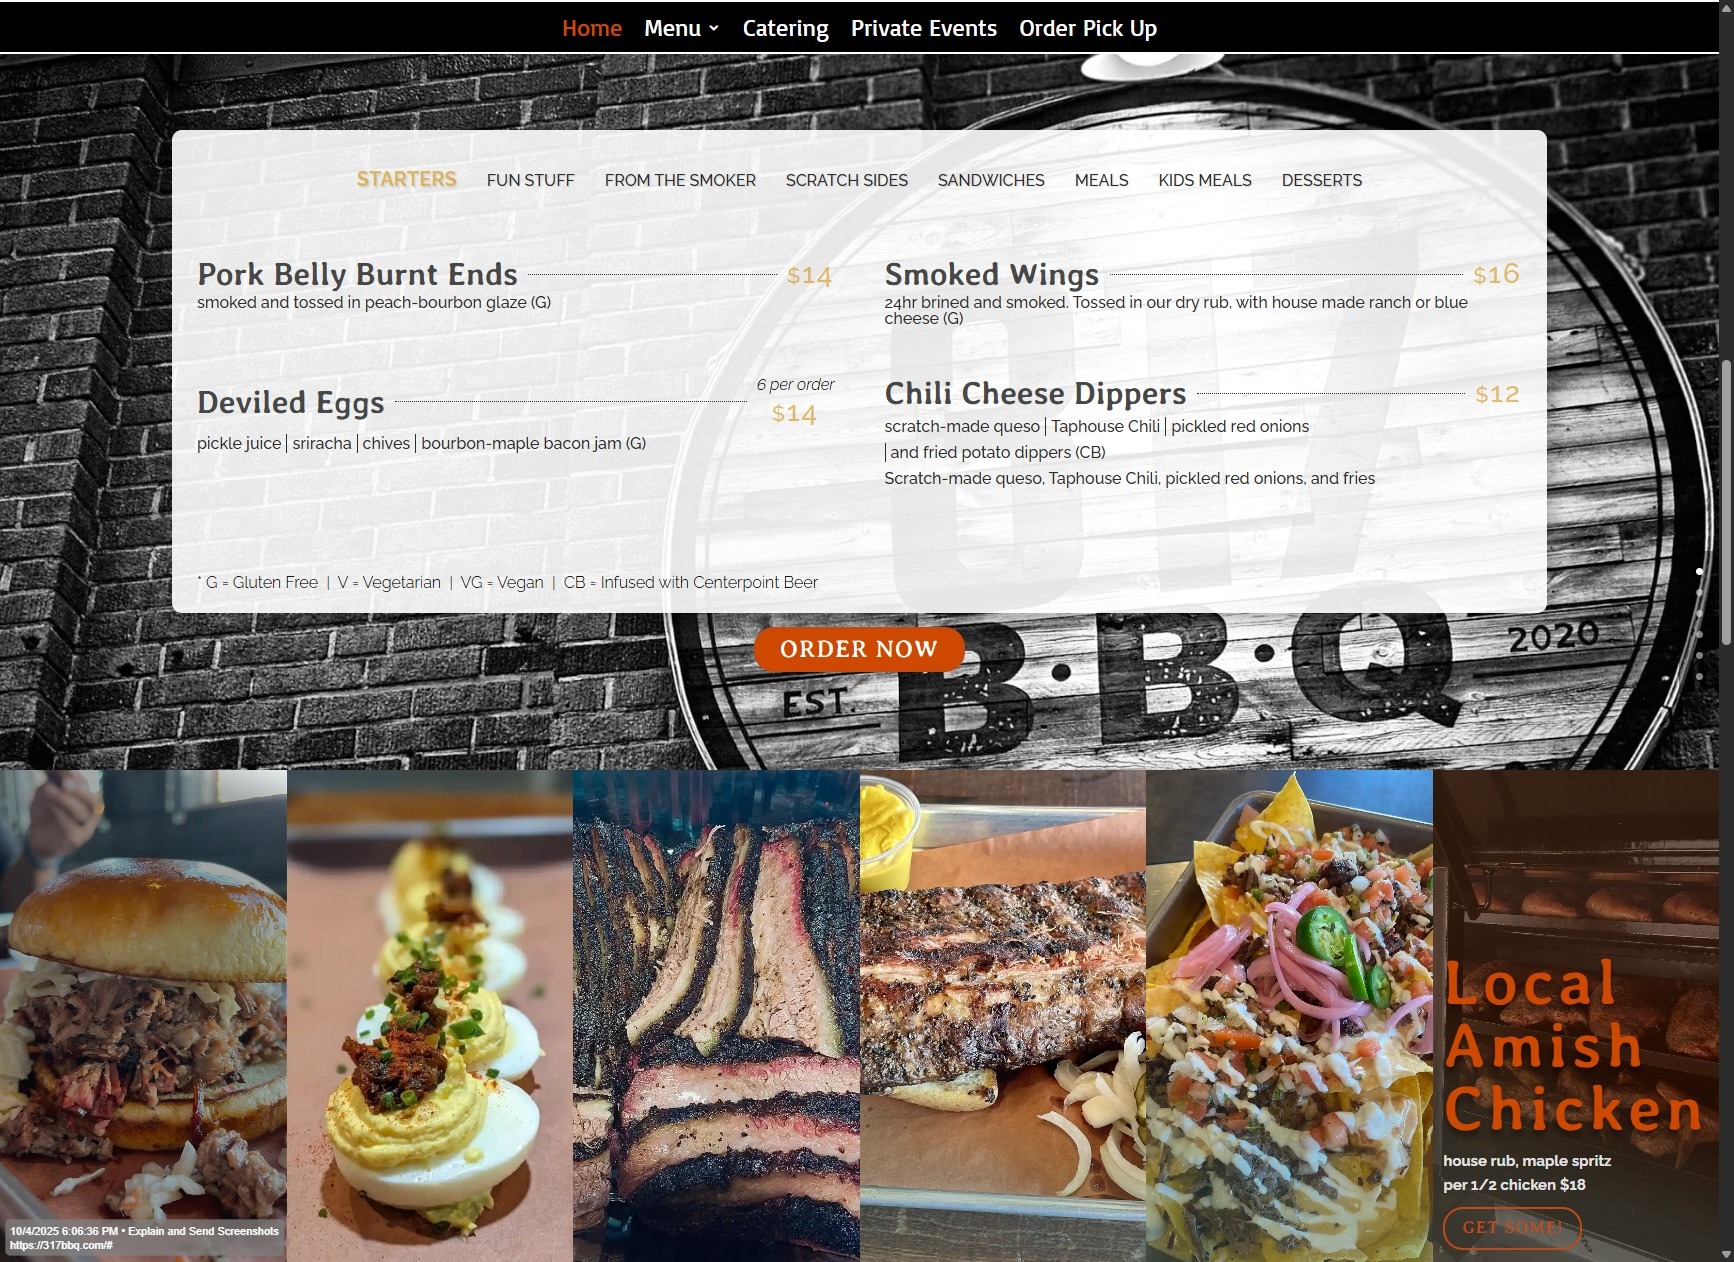 Home Menu Catering Private Events Order Pick Up
STARTERS FUN STUFF FROM THE SMOKER SCRATCH SIDES SANDWICHES MEALS KIDS MEALS DESSERTS
Pork Belly Burnt Ends $14
smoked and tossed in peach-bourbon glaze (G)
Smoked Wings $16
24hr brined and smoked. Tossed in our dry rub, with house made ranch or blue
cheese (G)
6 per order
Deviled Eggs $14
pickle juice | sriracha | chives | bourbon-maple bacon jam (G)
Chili Cheese Dippers $12
scratch-made queso | Taphouse Chili | pickled red onions
| and fried potato dippers (CB)
Scratch-made queso, Taphouse Chili, pickled red onions, and fries
* G = Gluten Free | V = Vegetarian | VG = Vegan | CB = Infused with Centerpoint Beer
317
ORDER NOW
EST. B·B·Q 2020
Local
Amish
Chicken
house rub, maple spritz
per 1/2 chicken $18
GET SOME!
10/4/2025 6:06:36 PM • Explain and Send Screenshots
https://317bbq.com/#